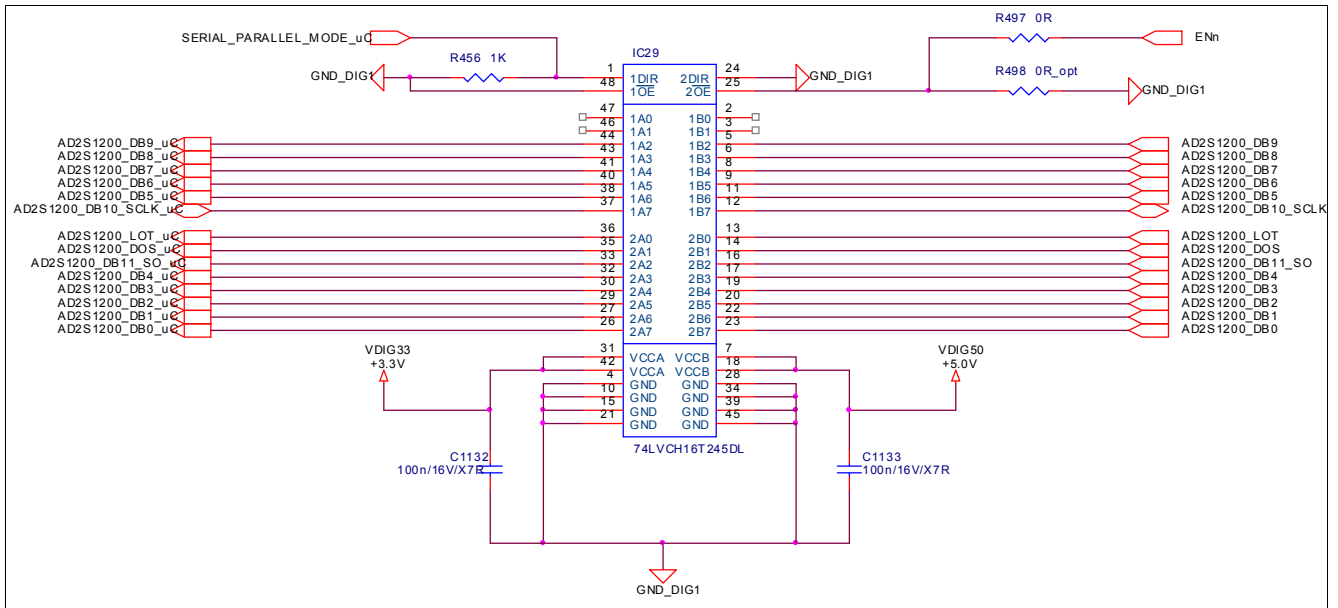 R497 0R
SERIAL_PARALLEL_MODE_uC
ENn
IC29
R456 1K
1 1DIR 2DIR 24
GND_DIG1
GND_DIG1
R498 0R_opt
48 1OE 2OE 25
GND_DIG1
47 1A0 1B0 2
46 1A1 1B1 3
AD2S1200_DB9_uC 44 1A2 1B2 5 AD2S1200_DB9
AD2S1200_DB8_uC 43 1A3 1B3 6 AD2S1200_DB8
AD2S1200_DB7_uC 41 1A4 1B4 8 AD2S1200_DB7
AD2S1200_DB6_uC 40 1A5 1B5 9 AD2S1200_DB6
AD2S1200_DB5_uC 38 1A6 1B6 11 AD2S1200_DB5
AD2S1200_DB10_SCLK_uC 37 1A7 1B7 12 AD2S1200_DB10_SCLK
AD2S1200_LOT_uC 36 2A0 2B0 13 AD2S1200_LOT
AD2S1200_DOS_uC 35 2A1 2B1 14 AD2S1200_DOS
AD2S1200_DB11_SO_uC 33 2A2 2B2 16 AD2S1200_DB11_SO
AD2S1200_DB4_uC 32 2A3 2B3 17 AD2S1200_DB4
AD2S1200_DB3_uC 30 2A4 2B4 19 AD2S1200_DB3
AD2S1200_DB2_uC 29 2A5 2B5 20 AD2S1200_DB2
AD2S1200_DB1_uC 27 2A6 2B6 22 AD2S1200_DB1
AD2S1200_DB0_uC 26 2A7 2B7 23 AD2S1200_DB0
VDIG33
+3.3V
VDIG50
+5.0V
31 VCCA VCCB 7
42 VCCA VCCB 18
4 GND GND 28
10 GND GND 34
15 GND GND 39
21 GND GND 45
74LVCH16T245DL
C1132
100n/16V/X7R
C1133
100n/16V/X7R
GND_DIG1